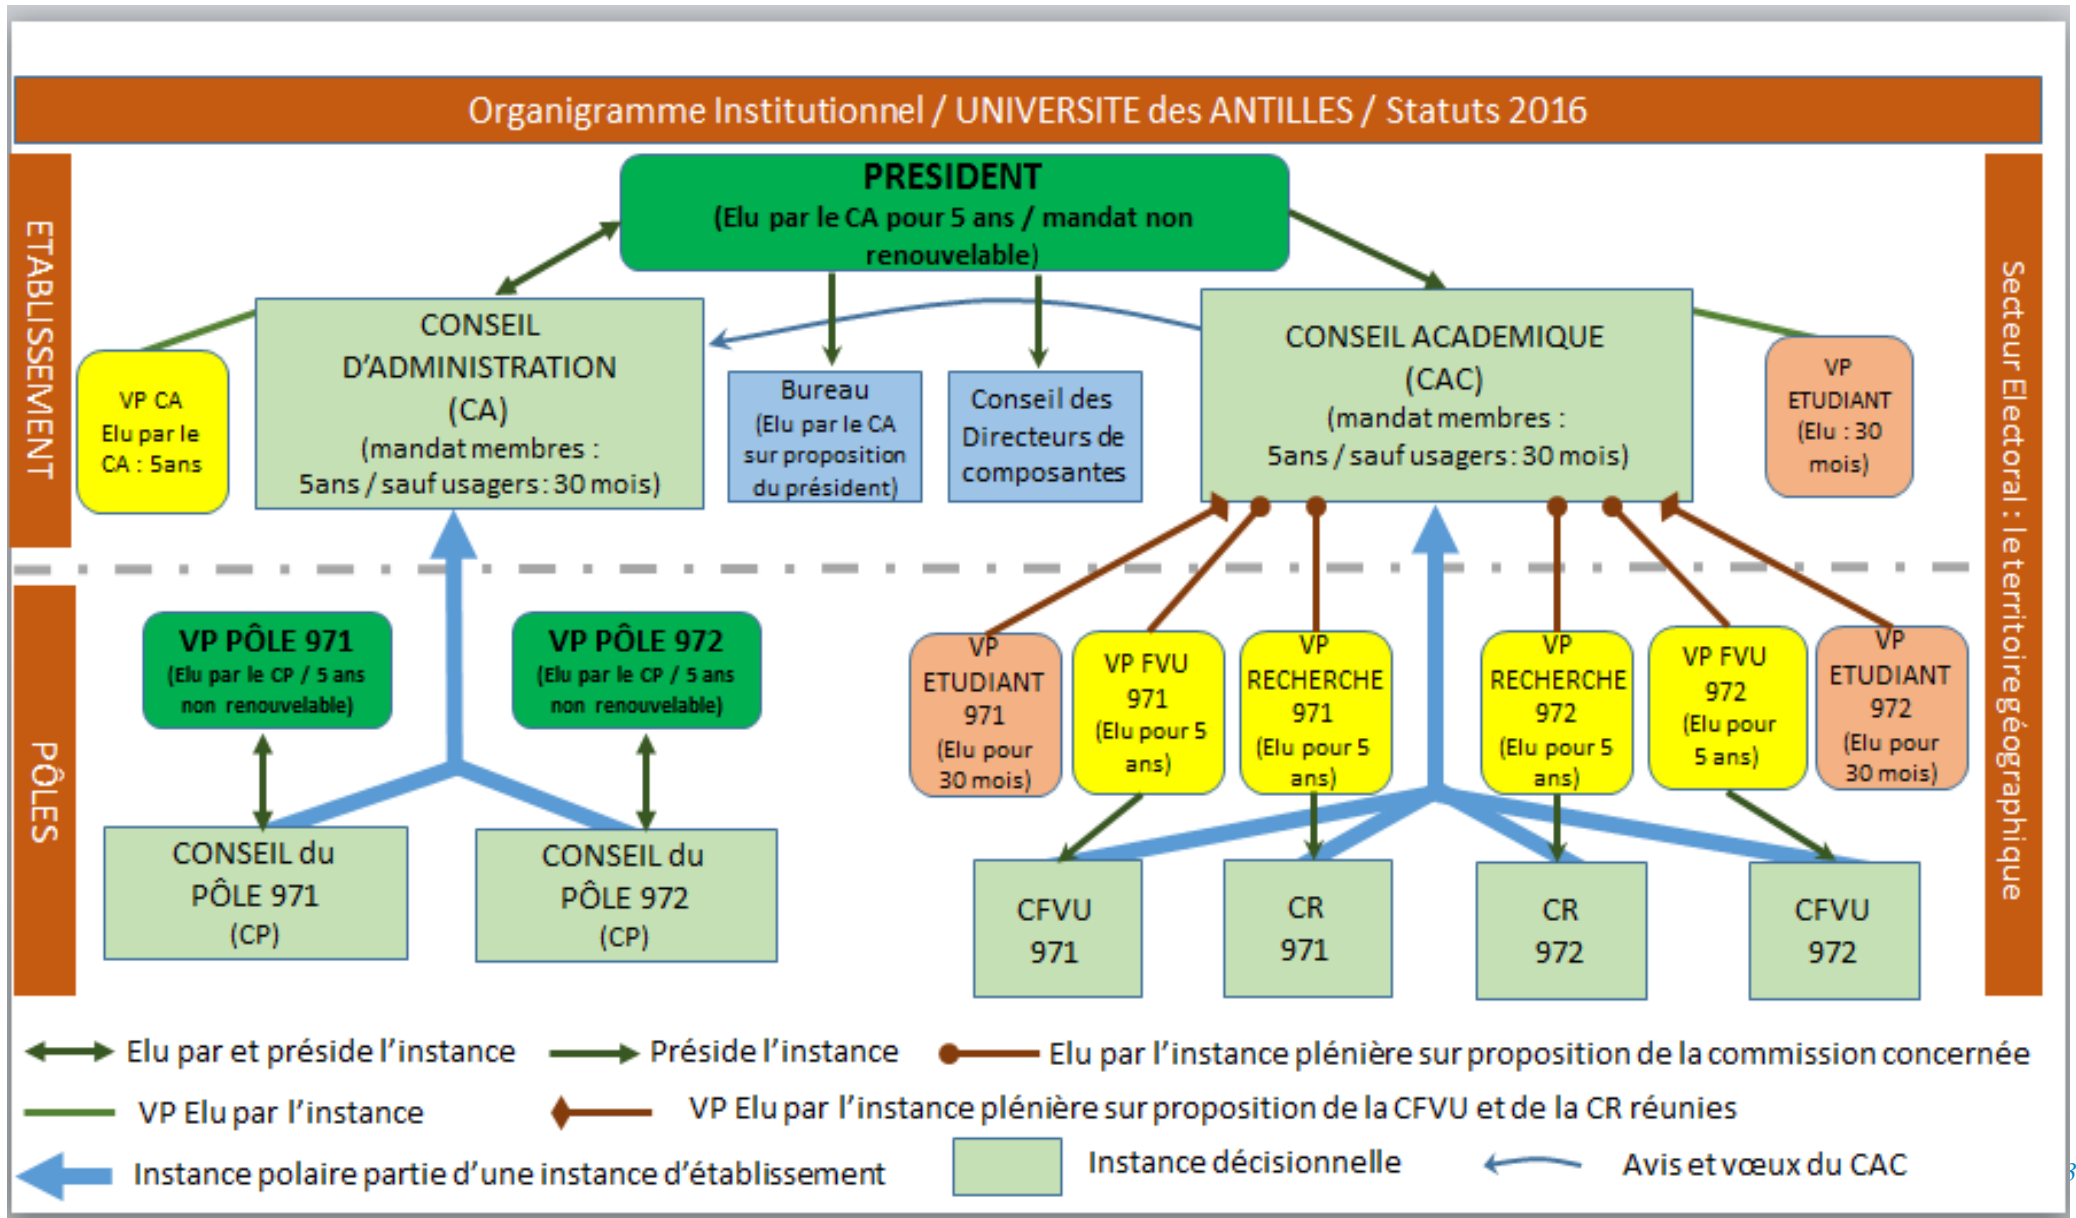 Organigramme Institutionnel / UNIVERSITE des ANTILLES / Statuts 2016
ETABLISSEMENT
PRESIDENT
(Elu par le CA pour 5 ans / mandat non
renouvelable)
Secteur Electoral : le territoire géographique
CONSEIL
D'ADMINISTRATION
(CA)
(mandat membres :
5ans / sauf usagers : 30 mois)
VP CA
Elu par le
CA : 5ans
Bureau
(Elu par le CA
sur proposition
du président)
Conseil des
Directeurs de
composantes
CONSEIL ACADEMIQUE
(CAC)
(mandat membres :
5ans / sauf usagers : 30 mois)
VP
ETUDIANT
(Elu : 30
mois)
PÔLES
VP PÔLE 971
(Elu par le CP / 5 ans
non renouvelable)
VP PÔLE 972
(Elu par le CP / 5 ans
non renouvelable)
VP
ETUDIANT
971
(Elu pour
30 mois)
VP FVU
971
(Elu pour 5
ans)
VP
RECHERCHE
971
(Elu pour 5
ans)
VP
RECHERCHE
972
(Elu pour 5
ans)
VP FVU
972
(Elu pour
5 ans)
VP
ETUDIANT
972
(Elu pour
30 mois)
CONSEIL du
PÔLE 971
(CP)
CONSEIL du
PÔLE 972
(CP)
CFVU
971
CR
971
CR
972
CFVU
972
Elu par et préside l'instance
Préside l'instance
Elu par l'instance plénière sur proposition de la commission concernée
VP Elu par l'instance
VP Elu par l'instance plénière sur proposition de la CFVU et de la CR réunies
Instance polaire partie d'une instance d'établissement
Instance décisionnelle
Avis et vœux du CAC